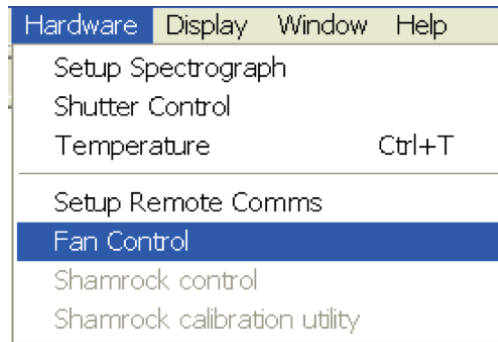 Hardware Display Window Help
Setup Spectrograph
Shutter Control
Temperature Ctrl+T
Setup Remote Comms
Fan Control
Shamrock control
Shamrock calibration utility